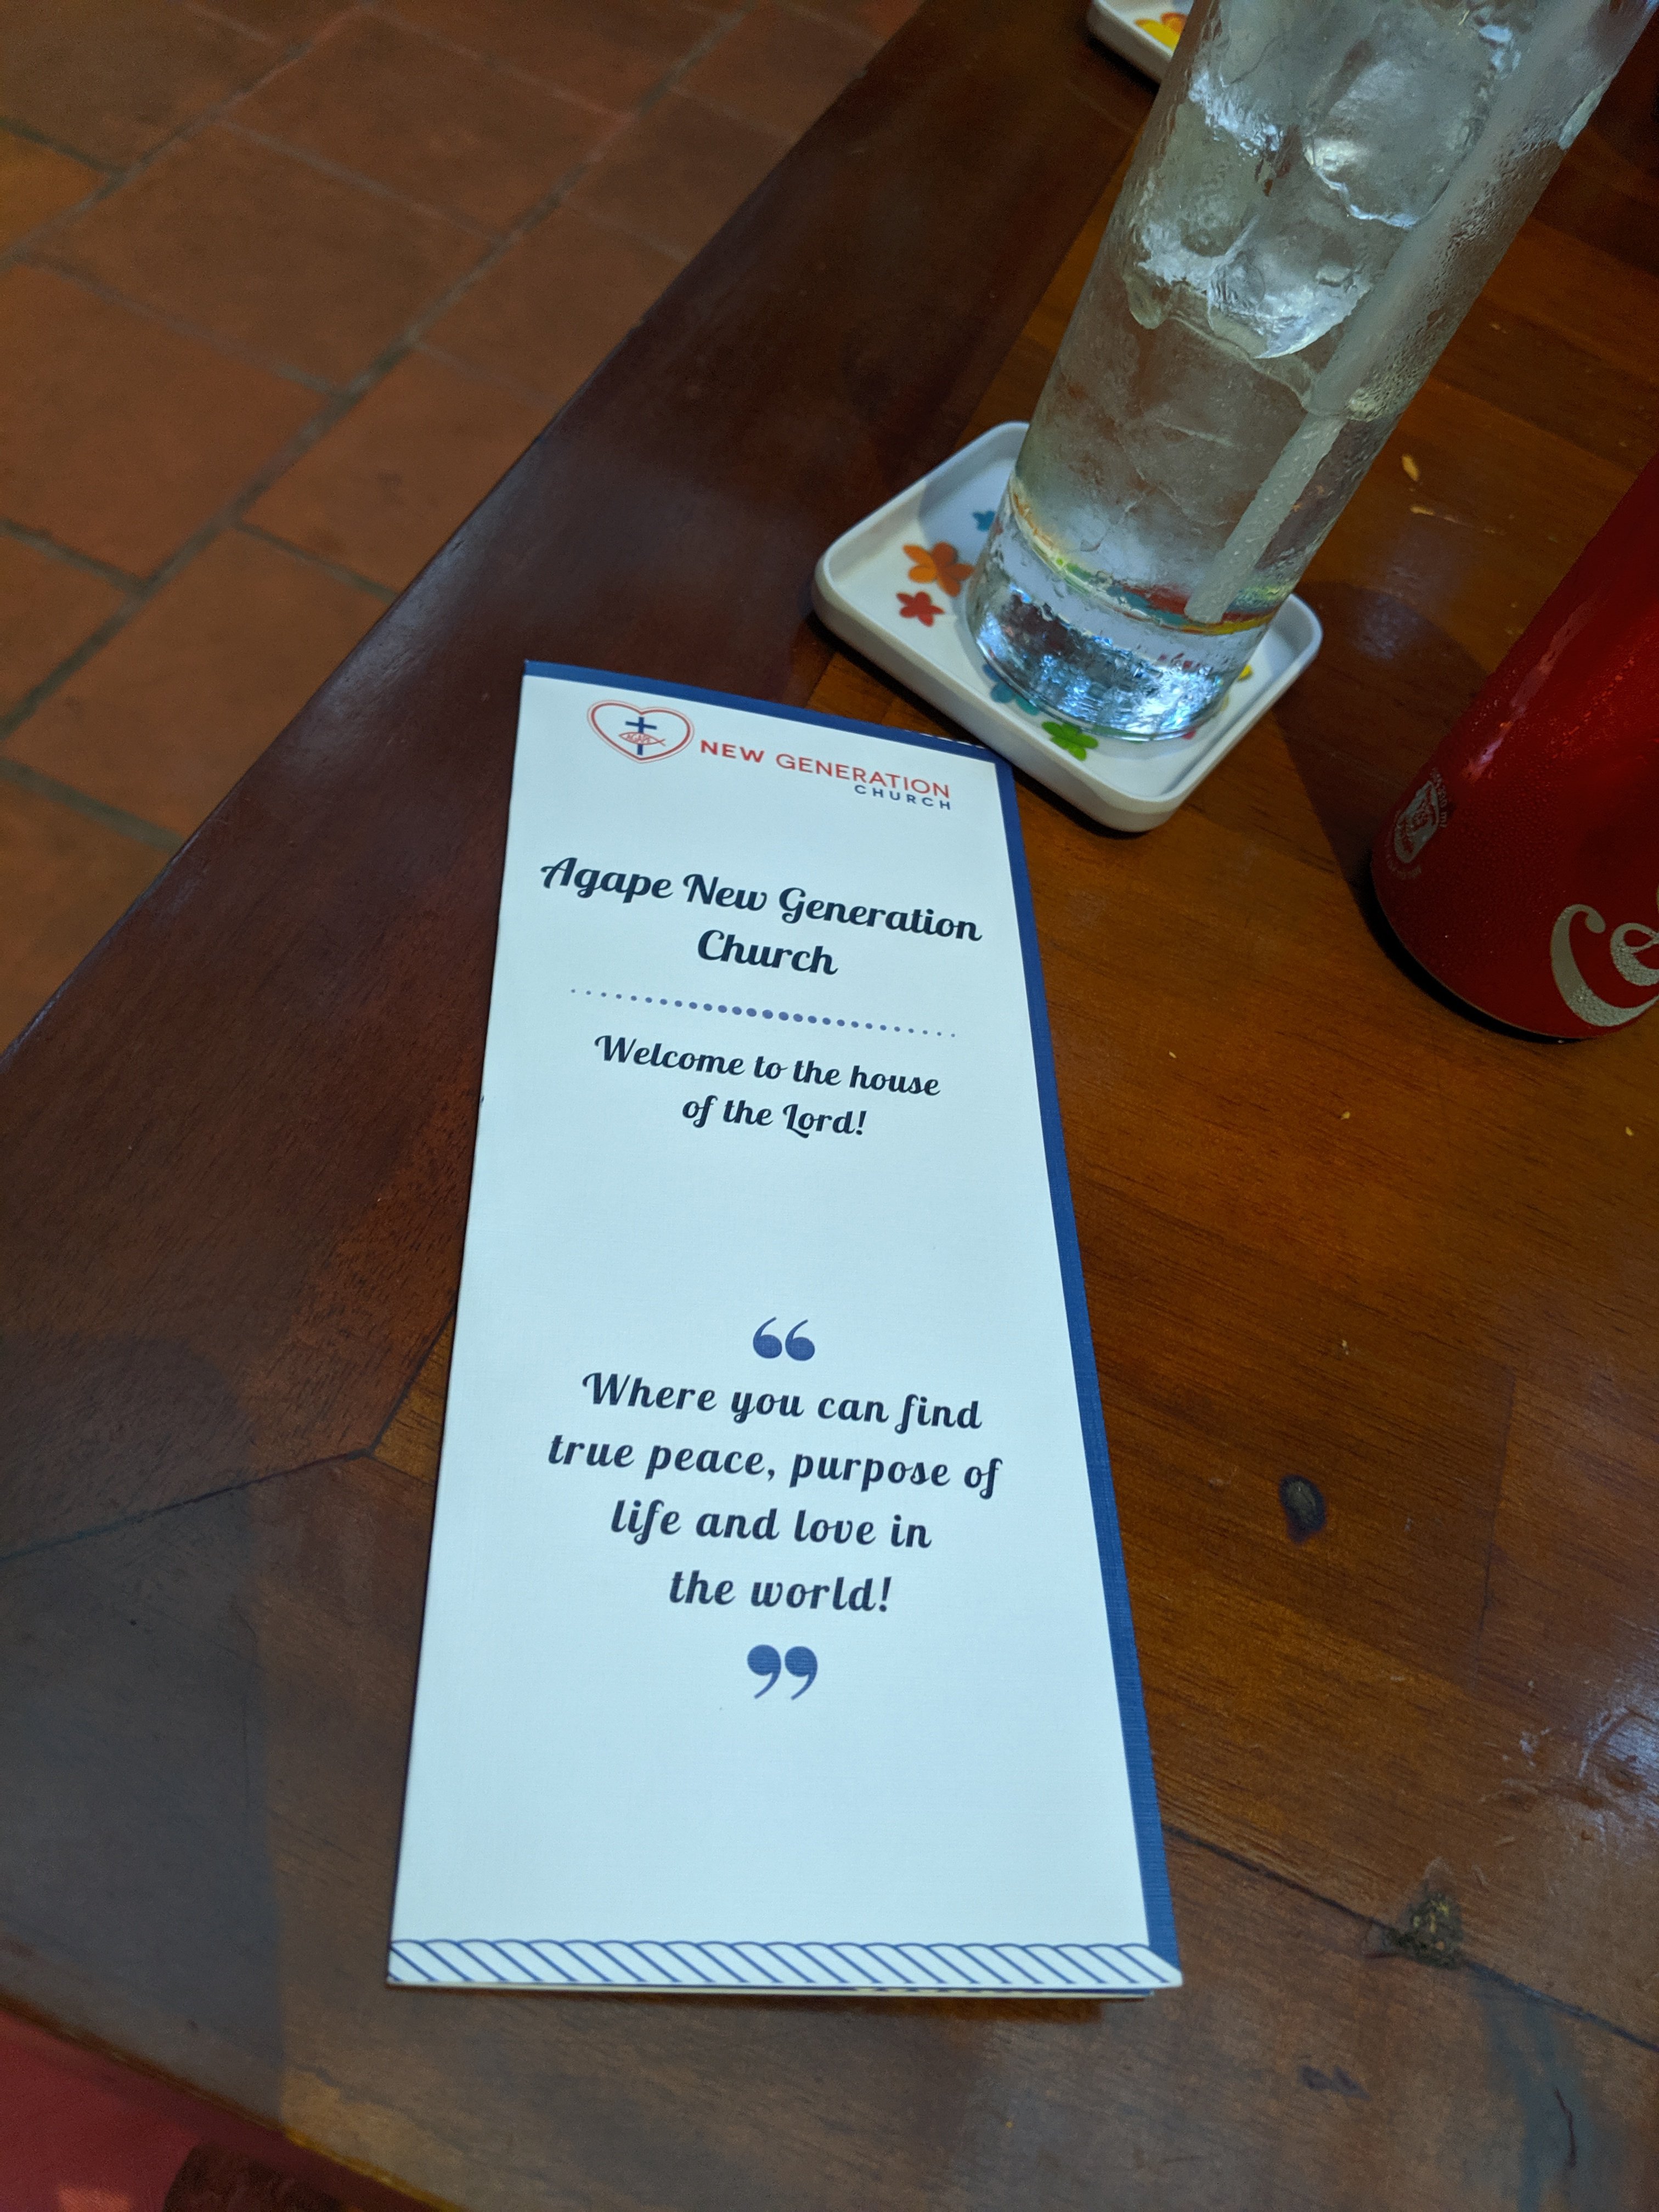 NEW GENERATION
CHURCH
Agape New Generation
Church
Welcome to the house
of the Lord!
“
Where you can find
true peace, purpose of
life and love in
the world!
”